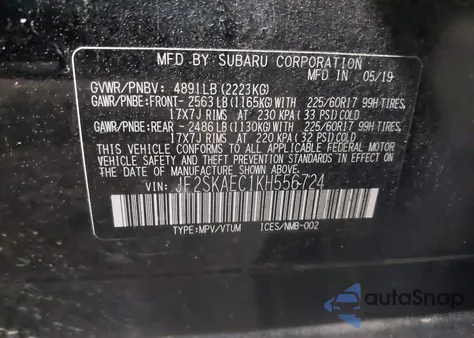 MFD. BY SUBARU CORPORATION
MFD IN 05/19
GVWR/PNBV: 4891LB(2223KG)
GAWR/PNBE:FRONT- 2563LB(1165KG)WITH 225/60R17 99H TIRES,
17X7J RIMS AT 230 KPA(33 PSI)COLD
GAWR/PNBE:REAR -2486LB(1130KG)WITH 225/60R17 99H TIRES,
17X7J RIMS AT 220 KPA(32 PSI)COLD
THIS VEHICLE CONFORMS TO ALL APPLICABLE FEDERAL MOTOR
VEHICLE SAFETY AND THEFT PREVENTION STANDARDS IN EFFECT
ON THE DATE OF MANUFACTURE SHOWN ABOVE.
VIN: JF2SKAEC1KH556724
TYPE:MPV/VTUM ICES/NMB-002
autoSnap
by Carketa